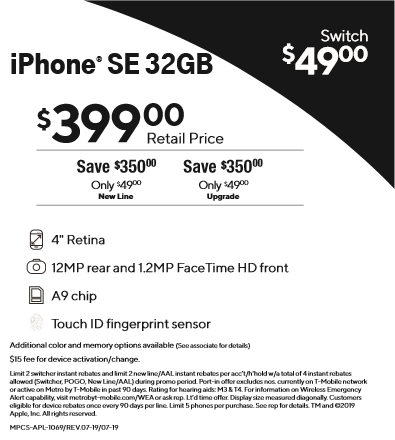 Switch
$49.00
iPhone® SE 32GB
$399.00
Retail Price
Save $350.00 Save $350.00
Only $49.00 Only $49.00
New Line Upgrade
4" Retina
12MP rear and 1.2MP FaceTime HD front
A9 chip
Touch ID fingerprint sensor
Additional color and memory options available (See associate for details)
$15 fee for device activation/change.
Limit 2 switcher instant rebates and limit 2 new line/AAL instant rebates per acc't/h'hold w/a total of 4 instant rebates
allowed (Switcher, POGO, New Line/AAL) during promo period. Port-in offer excludes nos. currently on T-Mobile network
or active on Metro by T-Mobile in past 90 days. Rating for hearing aids: M3 & T4. For information on Wireless Emergency
Alert capability, visit metrobyt-mobile.com/WEA or ask rep. Lt'd time offer. Display size measured diagonally. Customers
eligible for device rebates once every 90 days per line. Limit 5 phones per purchase. See rep for details. TM and ©2019
Apple, Inc. All rights reserved.
MPCS-APL-1069/REV.07-19/07-19